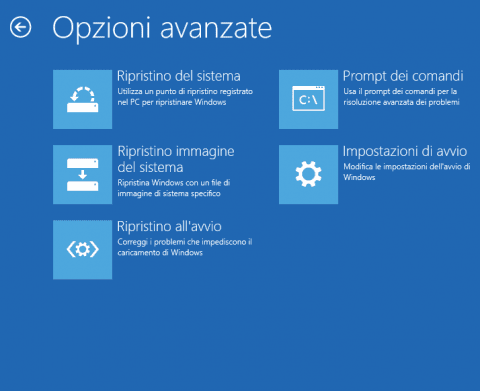 Opzioni avanzate
Ripristino del sistema
Utilizza un punto di ripristino registrato
nel PC per ripristinare Windows
Ripristino immagine
del sistema
Ripristina Windows con un file di
immagine di sistema specifico
Ripristino all'avvio
Correggi i problemi che impediscono il
caricamento di Windows
C:\
Prompt dei comandi
Usa il prompt dei comandi per la
risoluzione avanzata dei problemi
Impostazioni di avvio
Modifica le impostazioni dell'avvio di
Windows